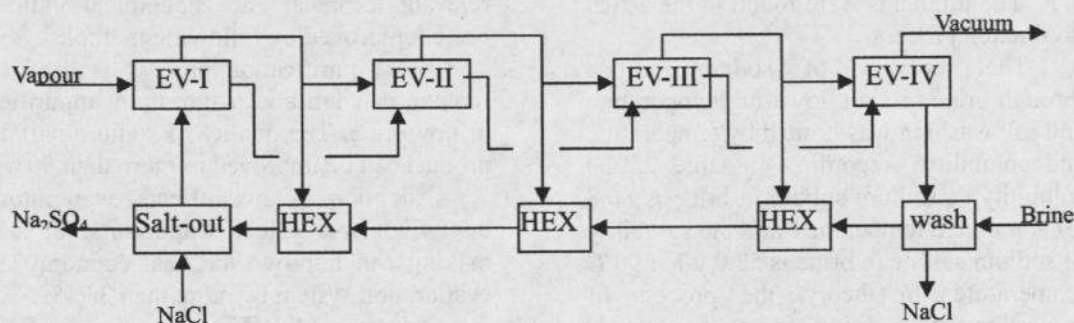 Vacuum
Vapour EV-I EV-II EV-III EV-IV
Na₂SO₄ Salt-out HEX HEX HEX wash Brine
NaCl NaCl